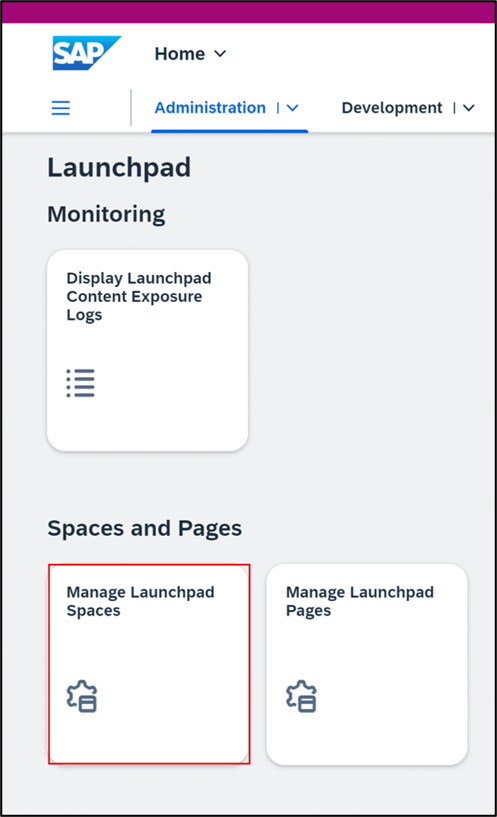 SAP
Home
Administration
Development
Launchpad
Monitoring
Display Launchpad
Content Exposure
Logs
Spaces and Pages
Manage Launchpad
Spaces
Manage Launchpad
Pages